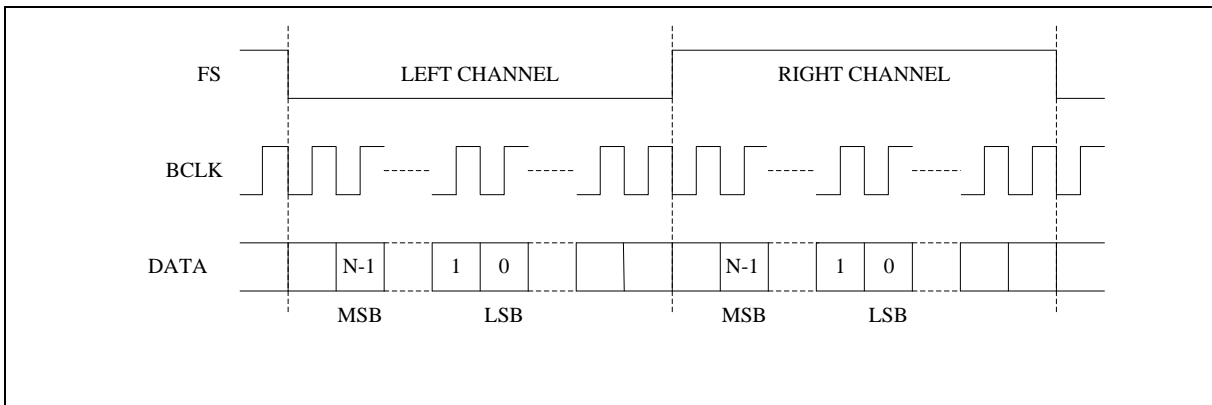 FS LEFT CHANNEL RIGHT CHANNEL
BCLK
DATA N-1 1 0 N-1 1 0
MSB LSB MSB LSB